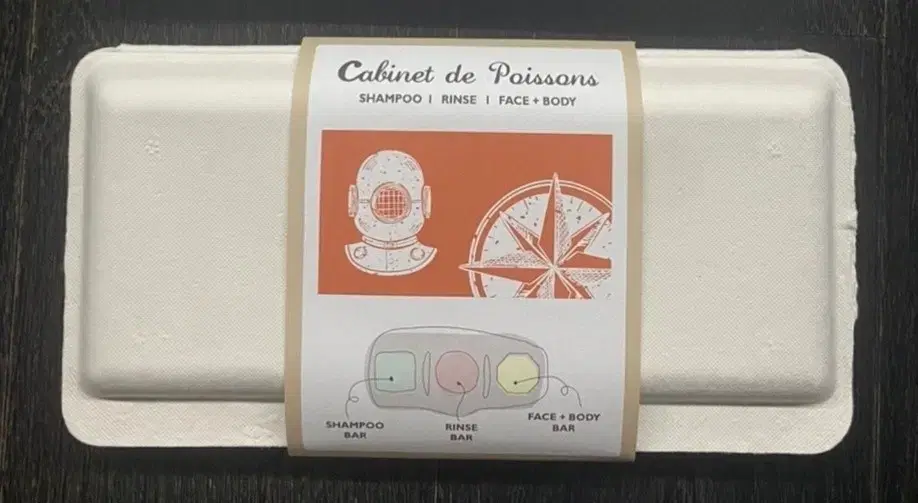 Cabinet de Poissons
SHAMPOO | RINSE | FACE + BODY
SHAMPOO
BAR
RINSE
BAR
FACE + BODY
BAR